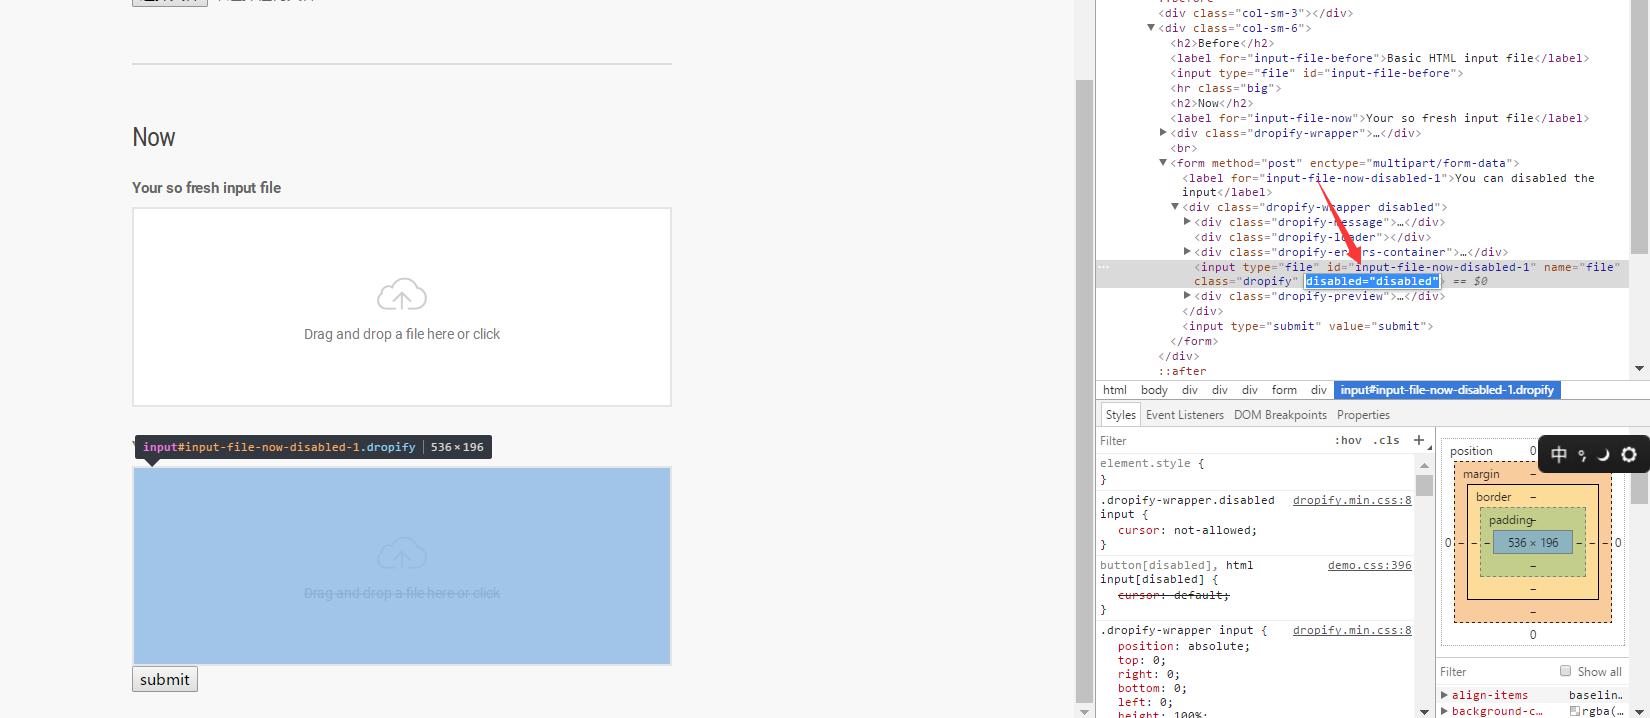 Now
Your so fresh input file
Drag and drop a file here or click
input#input-file-now-disabled-1.dropify | 536 × 196
Drag and drop a file here or click
submit
<div class="col-sm-3"></div>
<div class="col-sm-6">
<h2>Before</h2>
<label for="input-file-before">Basic HTML input file</label>
<input type="file" id="input-file-before">
<hr class="big">
<h2>Now</h2>
<label for="input-file-now">Your so fresh input file</label>
<div class="dropify-wrapper">…</div>
<br>
<form method="post" enctype="multipart/form-data">
<label for="input-file-now-disabled-1">You can disabled the
input</label>
<div class="dropify-wrapper disabled">
<div class="dropify-message">…</div>
<div class="dropify-loader"></div>
<div class="dropify-errors-container">…</div>
<input type="file" id="input-file-now-disabled-1" name="file"
class="dropify" disabled="disabled"> == $0
<div class="dropify-preview">…</div>
</div>
<input type="submit" value="submit">
</form>
</div>
::after
html body div div div form div input#input-file-now-disabled-1.dropify
Styles Event Listeners DOM Breakpoints Properties
Filter :hov .cls +
element.style {
}
.dropify-wrapper.disabled dropify.min.css:8
input {
cursor: not-allowed;
}
button[disabled], html demo.css:396
input[disabled] {
cursor: default;
}
.dropify-wrapper input { dropify.min.css:8
position: absolute;
top: 0;
right: 0;
bottom: 0;
left: 0;
height: 100%;
position 0
margin –
border –
padding –
0 – – – 536 × 196 – – – 0
–
–
–
0
中
Filter Show all
align-items baselin…
background-c… rgba(…